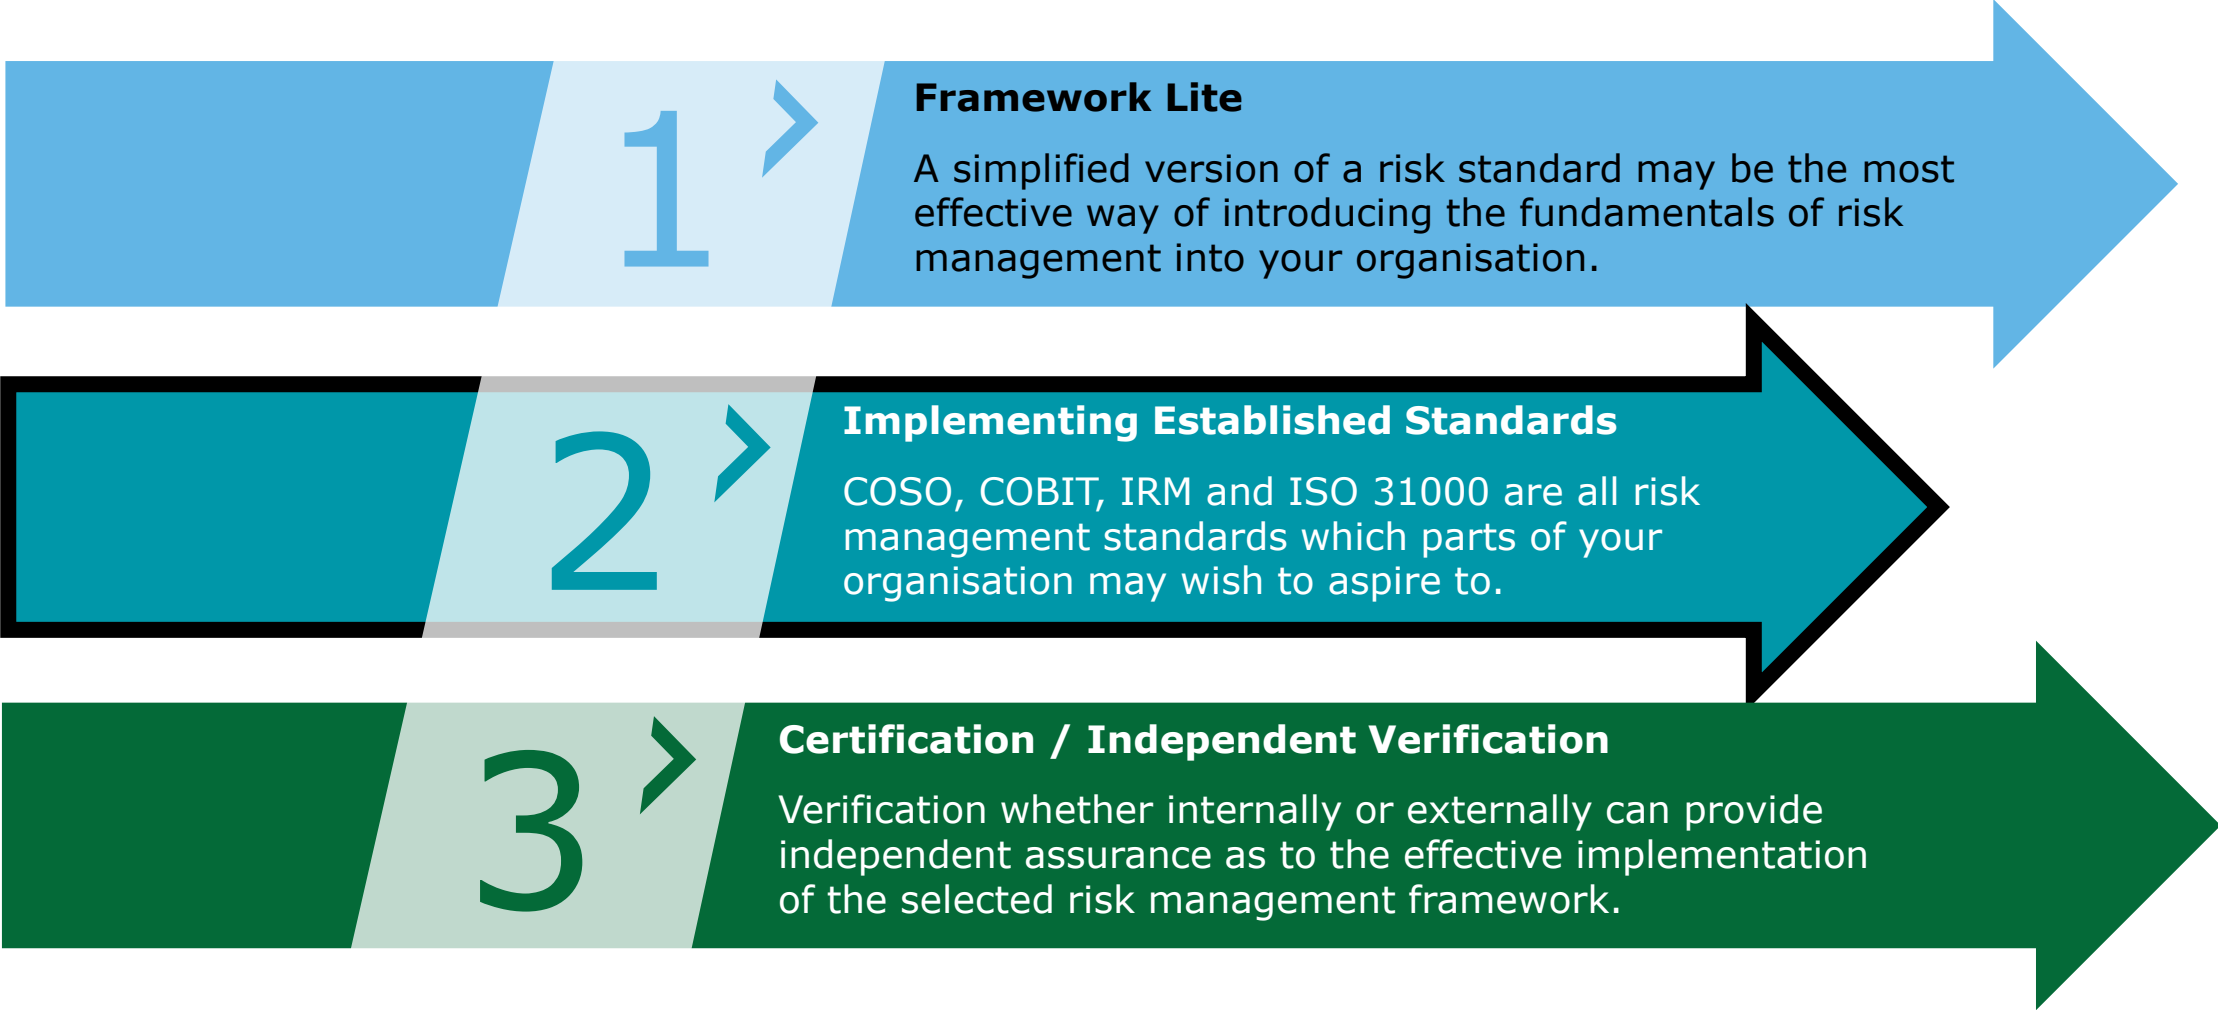 1
Framework Lite
A simplified version of a risk standard may be the most
effective way of introducing the fundamentals of risk
management into your organisation.
2
Implementing Established Standards
COSO, COBIT, IRM and ISO 31000 are all risk
management standards which parts of your
organisation may wish to aspire to.
3
Certification / Independent Verification
Verification whether internally or externally can provide
independent assurance as to the effective implementation
of the selected risk management framework.